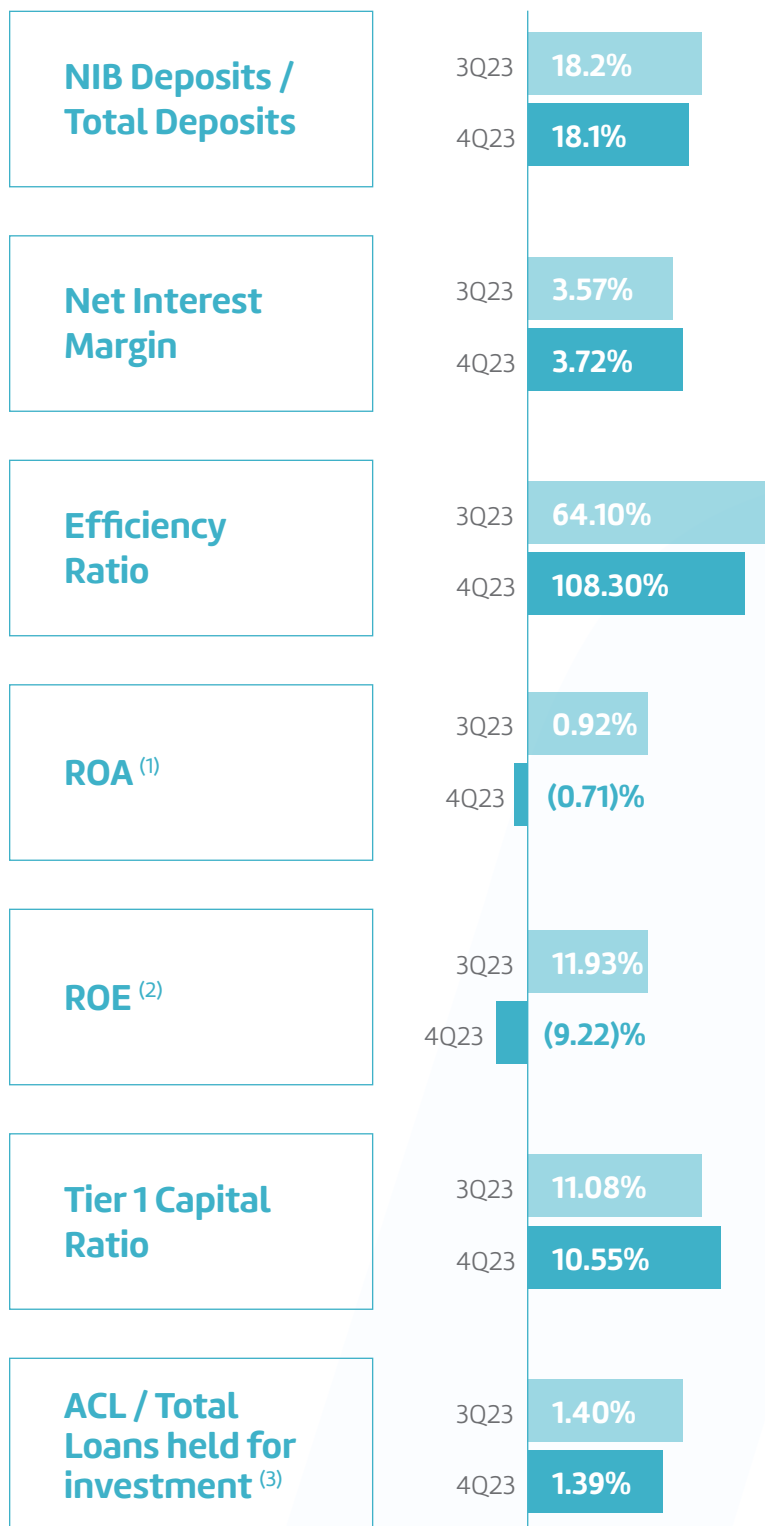 NIB Deposits /
Total Deposits
3Q23 18.2%
4Q23 18.1%
Net Interest
Margin
3Q23 3.57%
4Q23 3.72%
Efficiency
Ratio
3Q23 64.10%
4Q23 108.30%
ROA (1)
3Q23 0.92%
4Q23 (0.71)%
ROE (2)
3Q23 11.93%
4Q23 (9.22)%
Tier 1 Capital
Ratio
3Q23 11.08%
4Q23 10.55%
ACL / Total
Loans held for
investment (3)
3Q23 1.40%
4Q23 1.39%